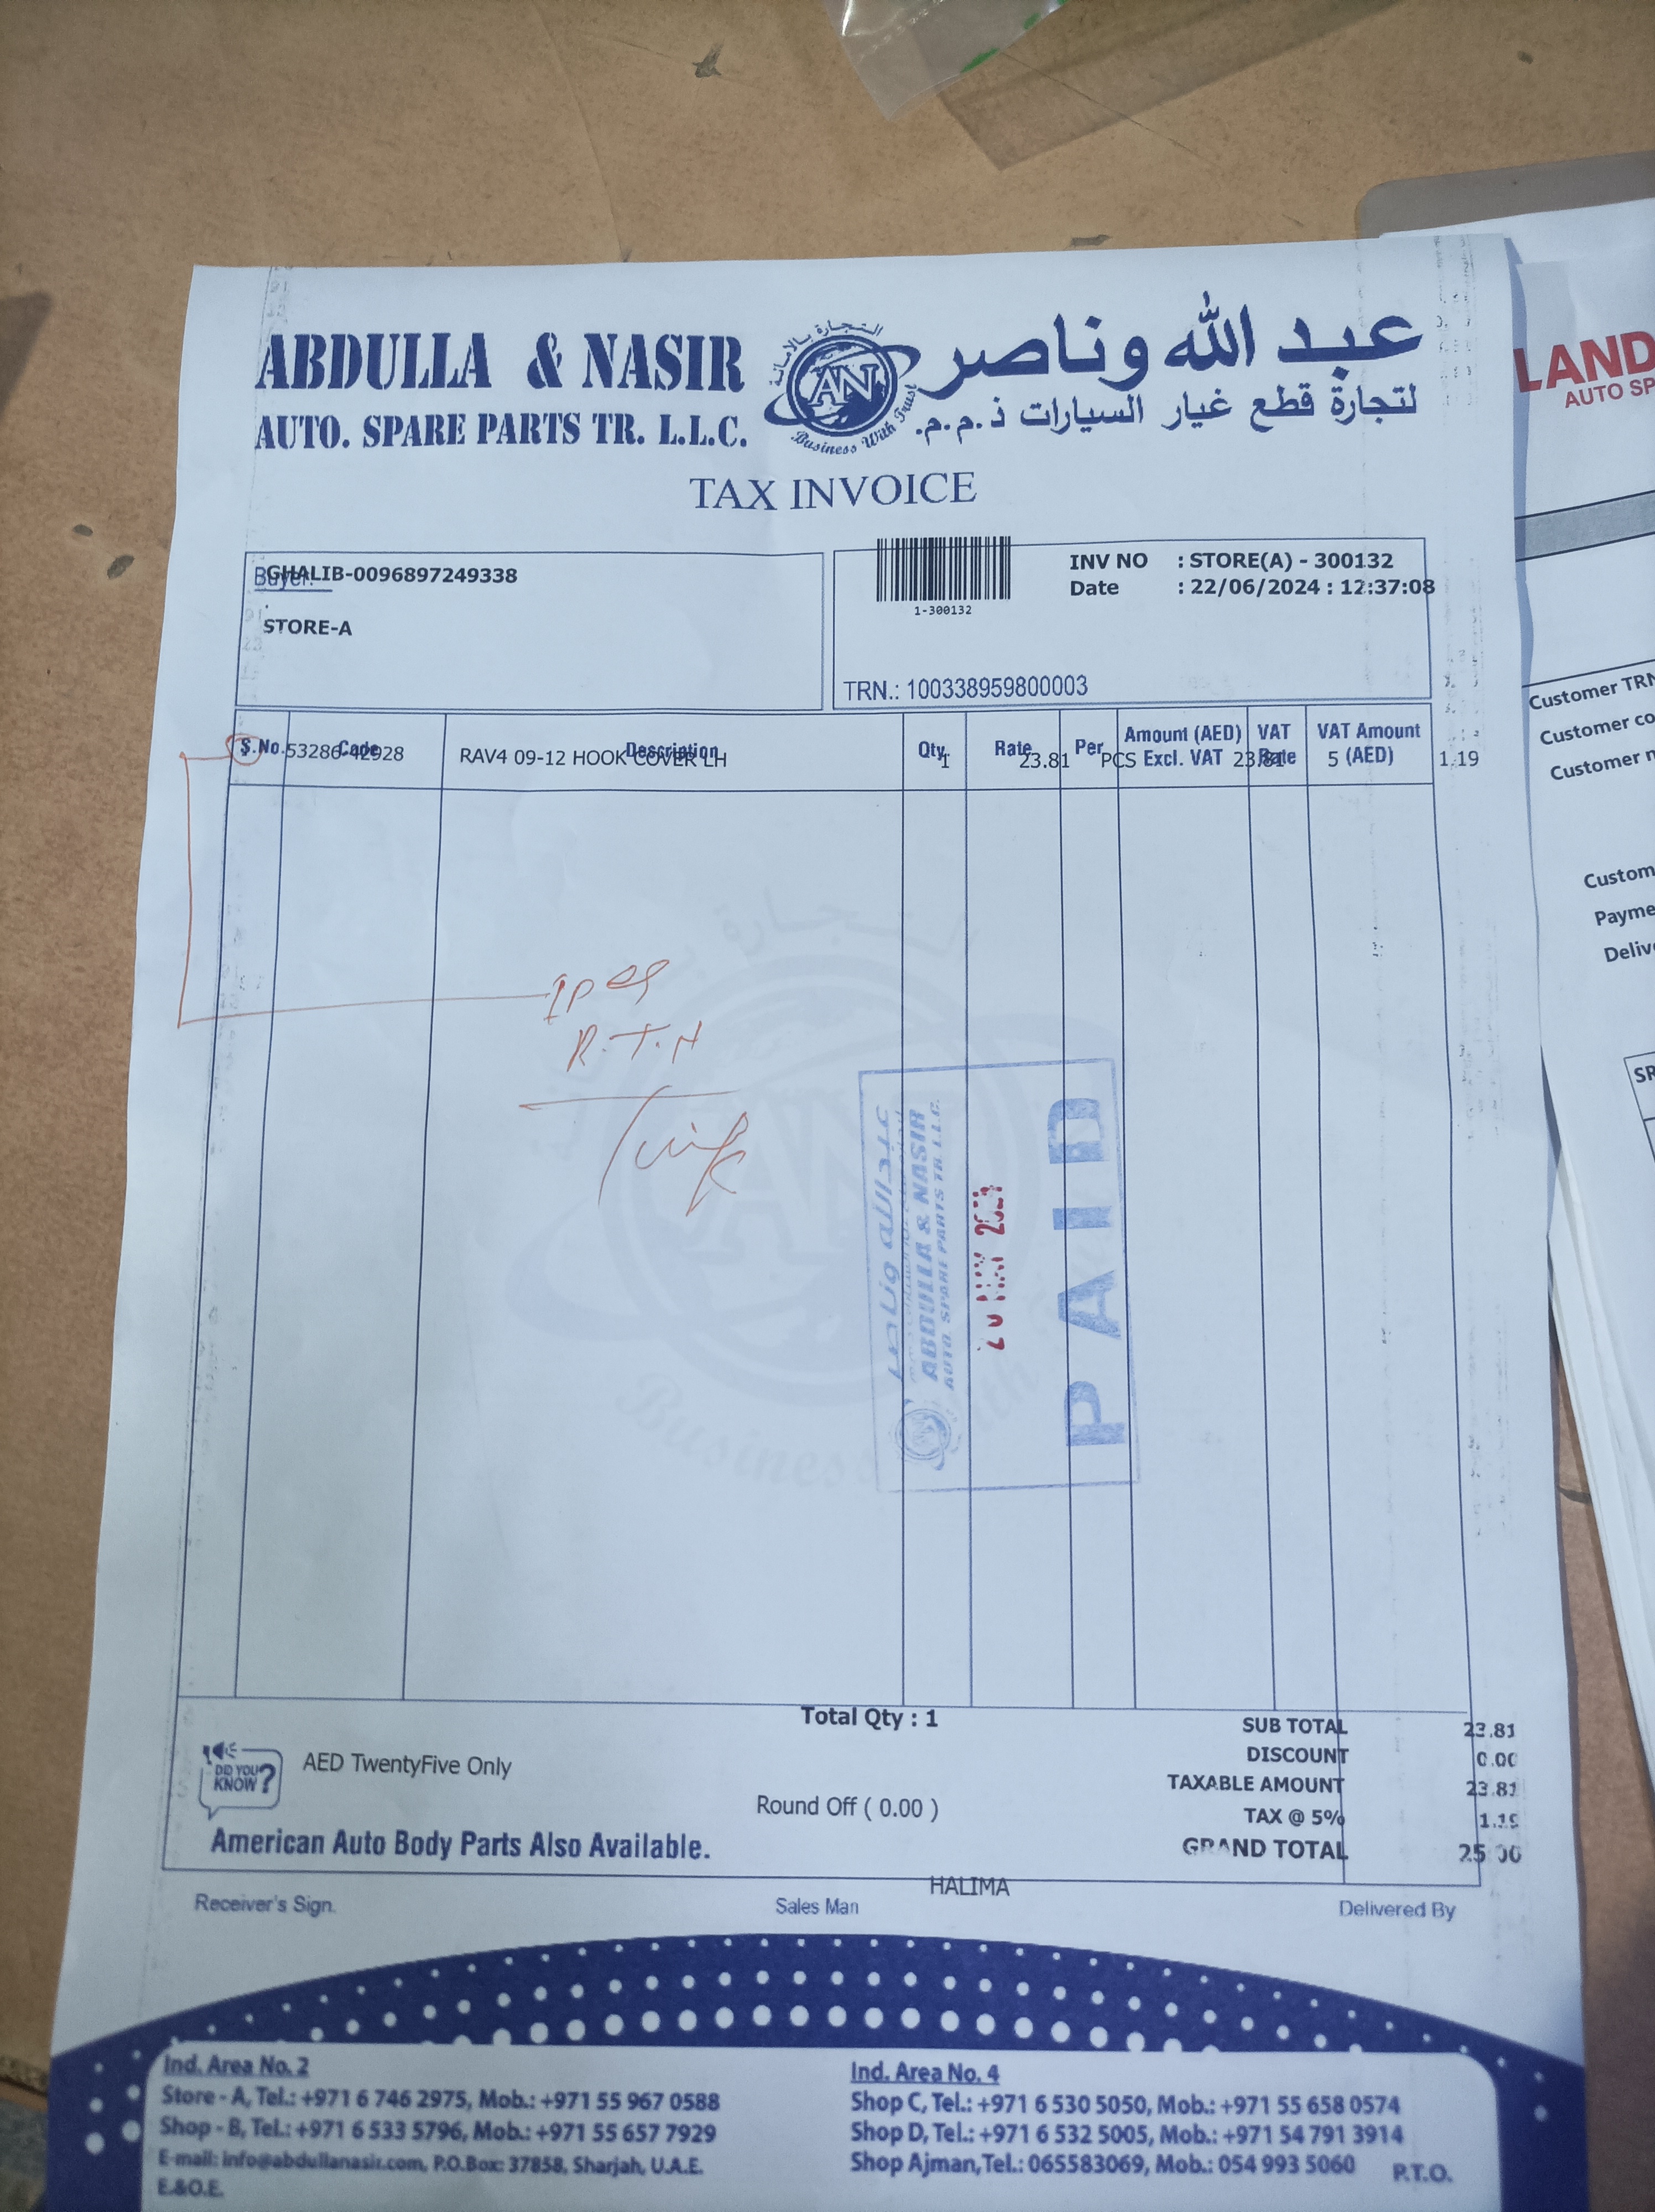 ABDULLA & NASIR
AUTO. SPARE PARTS TR. L.L.C.
التجارة بالامانة
AN
Business With Trust
عبد الله وناصر
لتجارة قطع غيار السيارات ذ.م.م.
TAX INVOICE
Buyer:
GHALIB-0096897249338
.
STORE-A
1-300132
INV NO : STORE(A) - 300132
Date : 22/06/2024 : 12:37:08
TRN.: 100338959800003
S.No. Code Description Qty. Rate Per Amount (AED) Excl. VAT VAT Rate VAT Amount (AED)
53286-42928 RAV4 09-12 HOOK COVER LH 1 23.81 PCS 23.81 5 1.19
R.T.N
عبدالله وناصر
ABDULLA & NASIR
AUTO. SPARE PARTS TR. L.L.C.
MAY
PAID
Total Qty : 1
SUB TOTAL 23.81
DISCOUNT 0.00
TAXABLE AMOUNT 23.81
TAX @ 5% 1.19
GRAND TOTAL 25.00
DID YOU KNOW?
AED TwentyFive Only
Round Off ( 0.00 )
American Auto Body Parts Also Available.
HALIMA
Receiver's Sign.
Sales Man
Delivered By
Ind. Area No. 2
Store - A, Tel.: +971 6 746 2975, Mob.: +971 55 967 0588
Shop - B, Tel.: +971 6 533 5796, Mob.: +971 55 657 7929
E-mail: info@abdullanasir.com, P.O.Box: 37858, Sharjah, U.A.E.
E.&O.E.
Ind. Area No. 4
Shop C, Tel.: +971 6 530 5050, Mob.: +971 55 658 0574
Shop D, Tel.: +971 6 532 5005, Mob.: +971 54 791 3914
Shop Ajman, Tel.: 065583069, Mob.: 054 993 5060
P.T.O.
LAND
AUTO SP
Customer TRN
Customer co
Customer n
Custom
Payme
Delive
SR